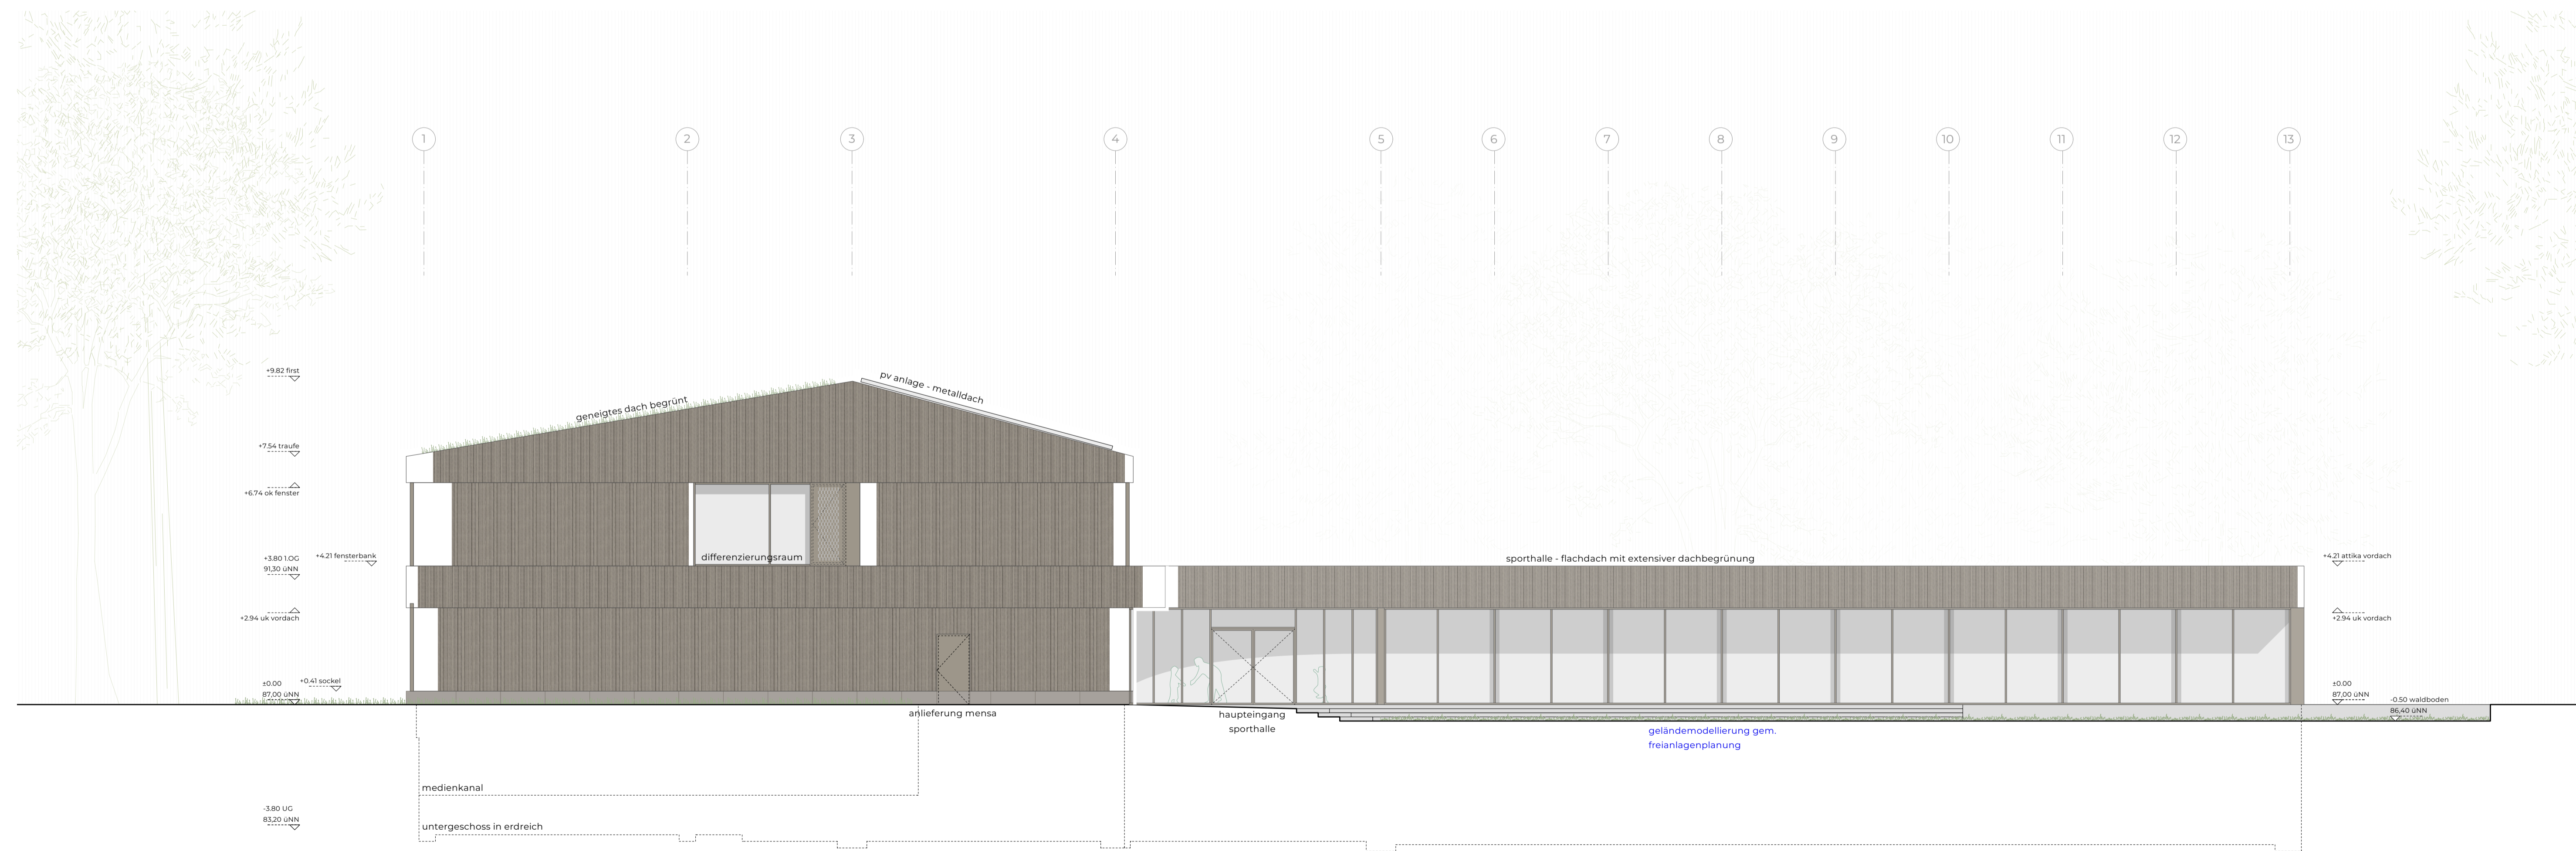 1
2
3
4
5
6
7
8
9
10
11
12
13
+9.82 first
pv anlage - metalldach
geneigtes dach begrünt
+7.54 traufe
+6.74 ok fenster
differenzierungsraum
+3.80 1.OG
91,30 üNN
+4.21 fensterbank
sporthalle - flachdach mit extensiver dachbegrünung
+4.21 attika vordach
+2.94 uk vordach
+2.94 uk vordach
±0.00
87,00 üNN
+0.41 sockel
±0.00
87,00 üNN
-0.50 waldboden
86,40 üNN
anlieferung mensa
haupteingang
sporthalle
geländemodellierung gem.
freianlagenplanung
medienkanal
-3.80 UG
83,20 üNN
untergeschoss in erdreich